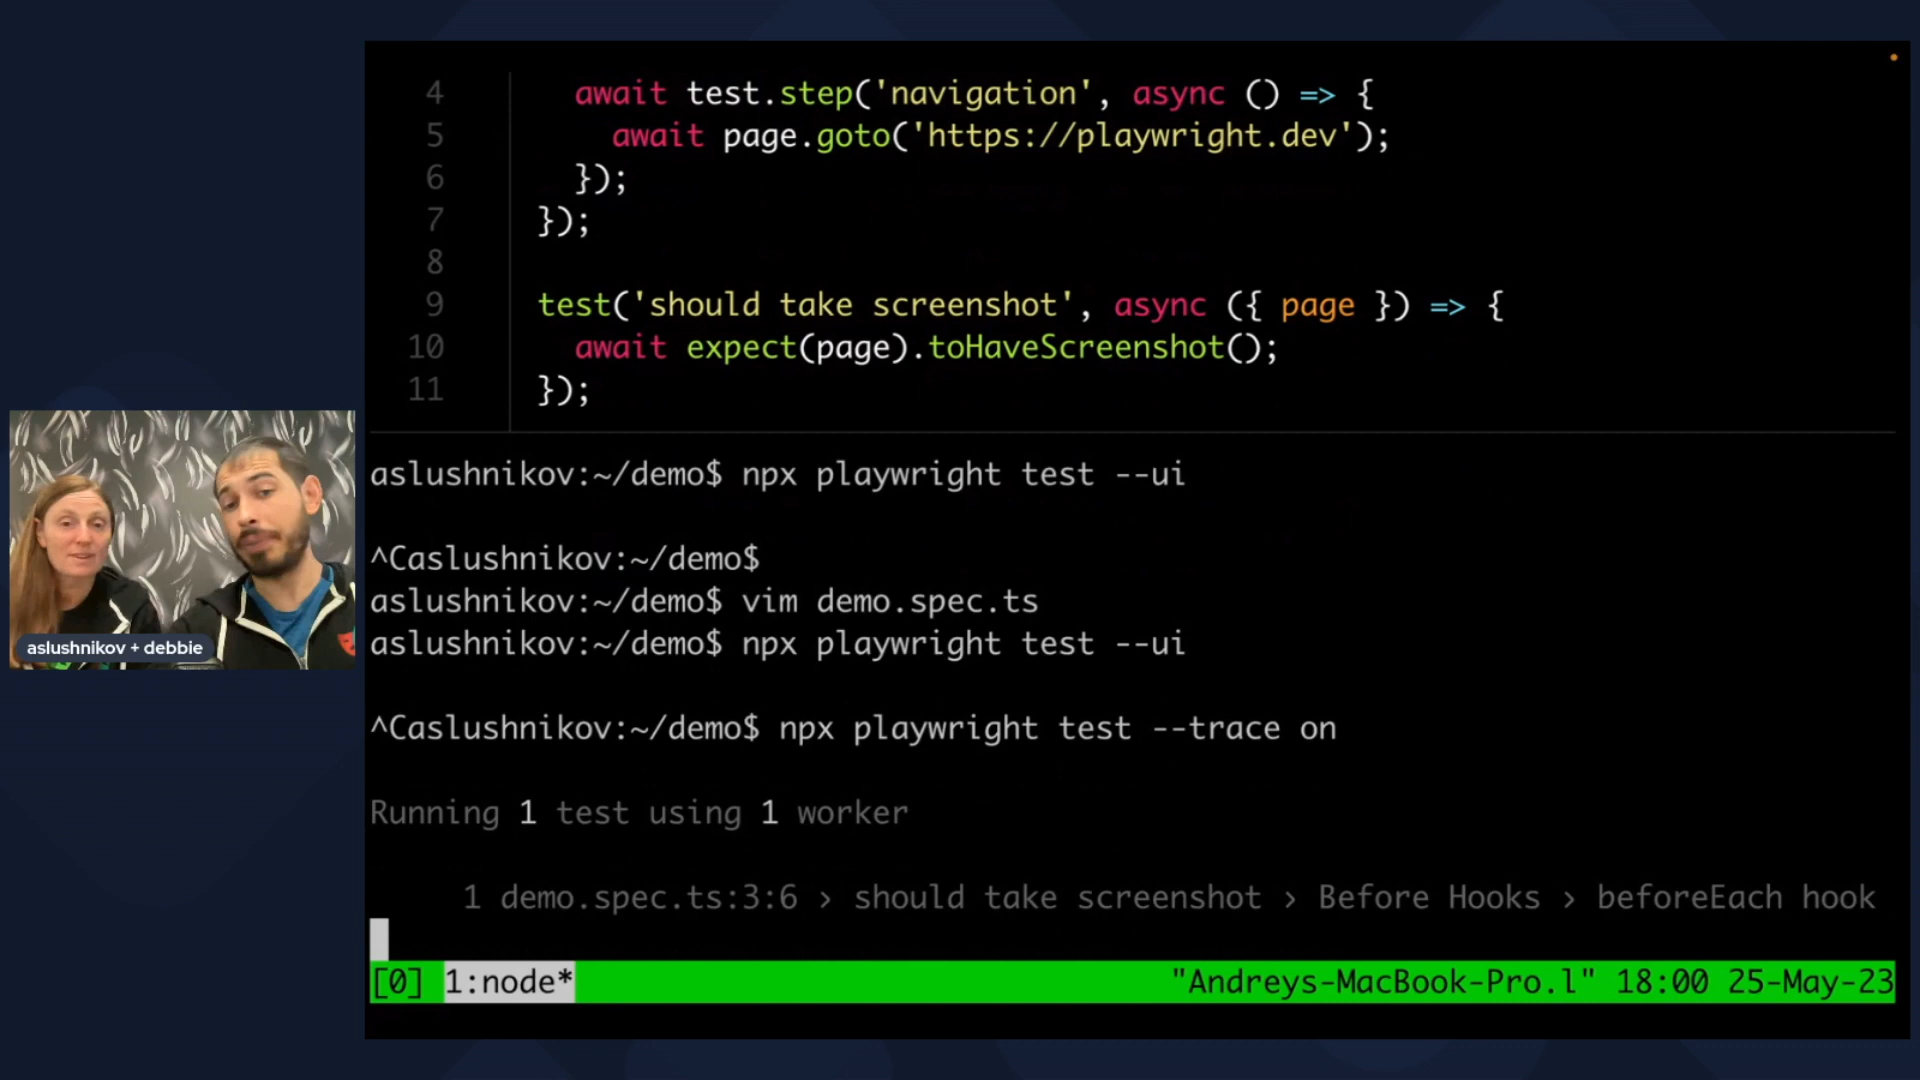 4 await test.step('navigation', async () => {
5 await page.goto('https://playwright.dev');
6 });
7 });
8
9 test('should take screenshot', async ({ page }) => {
10 await expect(page).toHaveScreenshot();
11 });
aslushnikov:~/demo$ npx playwright test --ui
^Caslushnikov:~/demo$
aslushnikov:~/demo$ vim demo.spec.ts
aslushnikov:~/demo$ npx playwright test --ui
^Caslushnikov:~/demo$ npx playwright test --trace on
Running 1 test using 1 worker
1 demo.spec.ts:3:6 › should take screenshot › Before Hooks › beforeEach hook
[0] 1:node* "Andreys-MacBook-Pro.l" 18:00 25-May-23
aslushnikov + debbie